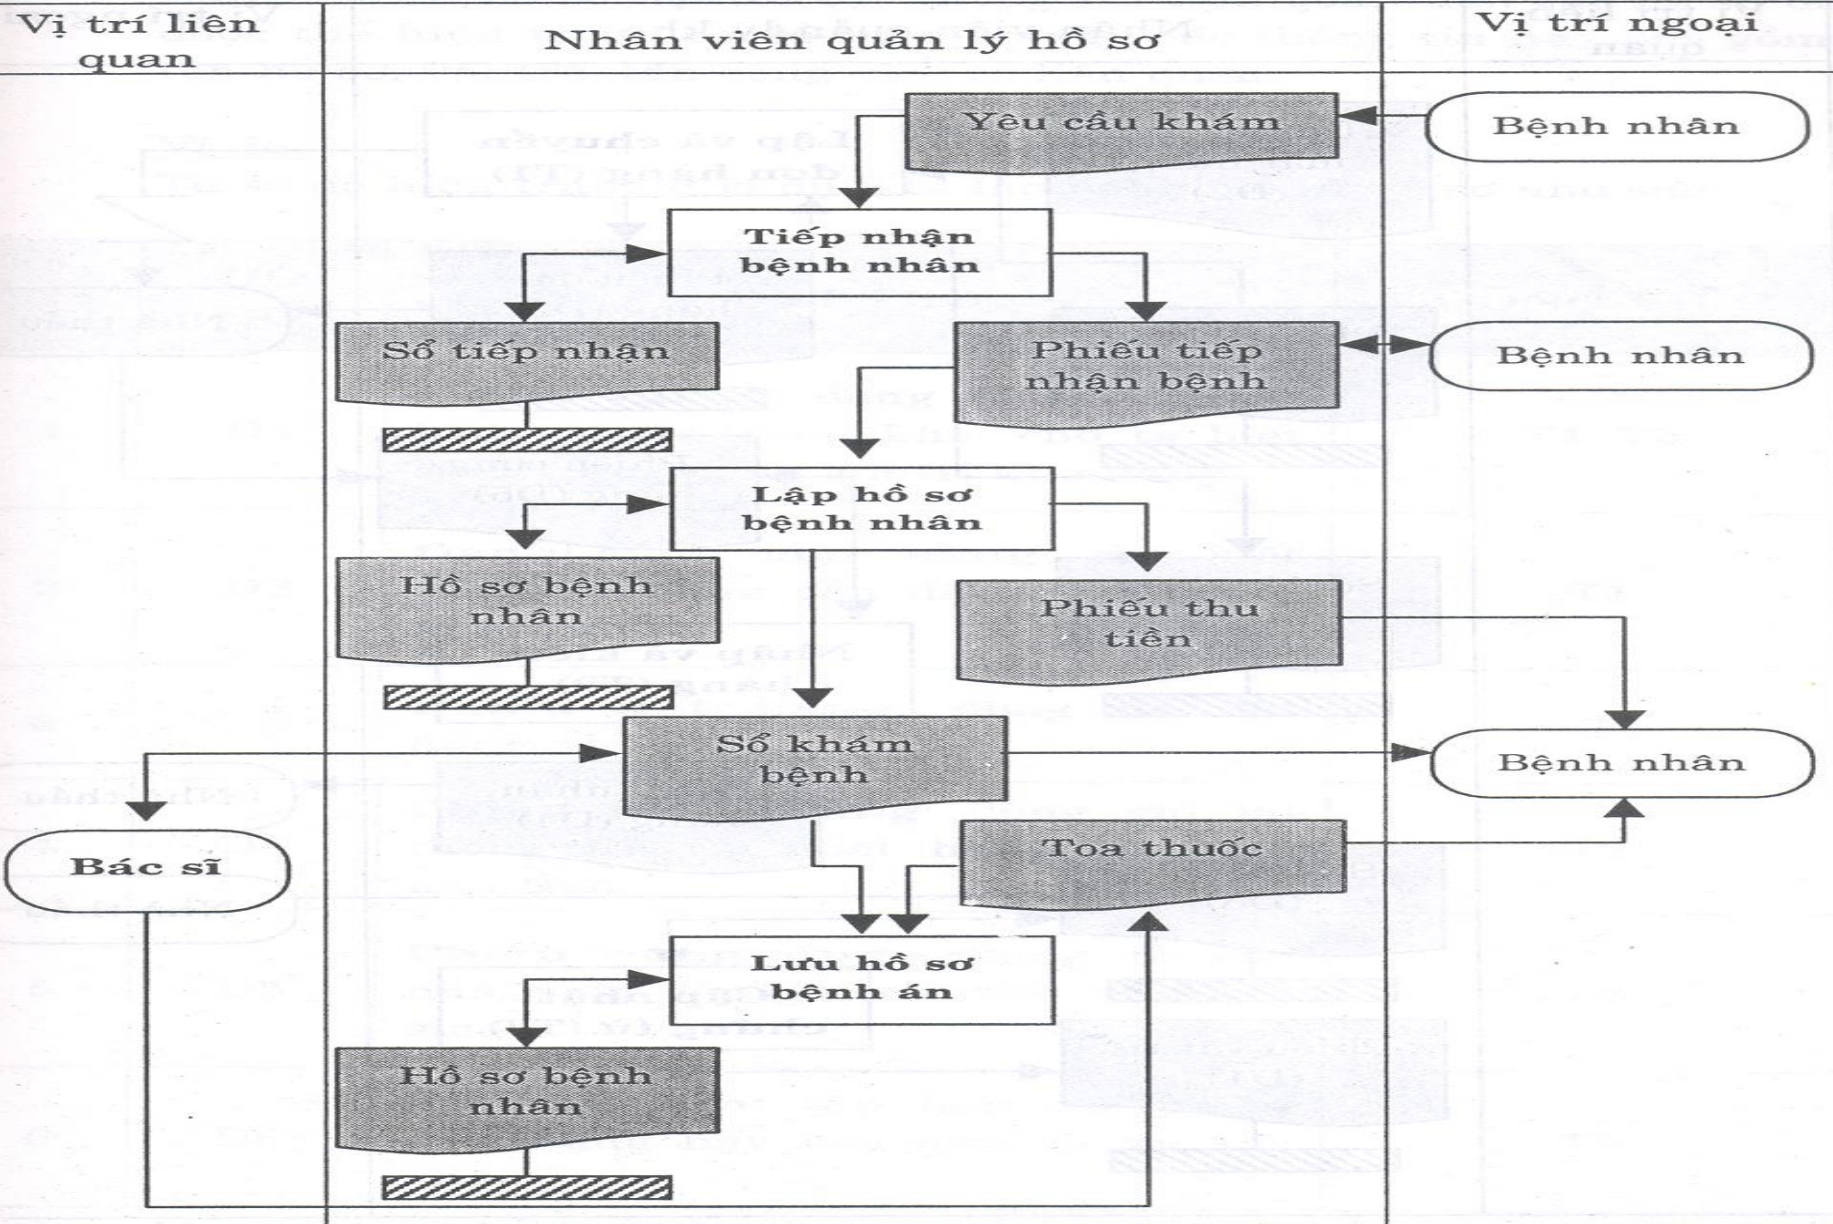 Vị trí liên
quan
Nhân viên quản lý hồ sơ
Vị trí ngoại
Yêu cầu khám
Bệnh nhân
Tiếp nhận
bệnh nhân
Sổ tiếp nhận
Phiếu tiếp
nhận bệnh
Bệnh nhân
Lập hồ sơ
bệnh nhân
Hồ sơ bệnh
nhân
Phiếu thu
tiền
Sổ khám
bệnh
Bệnh nhân
Bác sĩ
Toa thuốc
Lưu hồ sơ
bệnh án
Hồ sơ bệnh
nhân